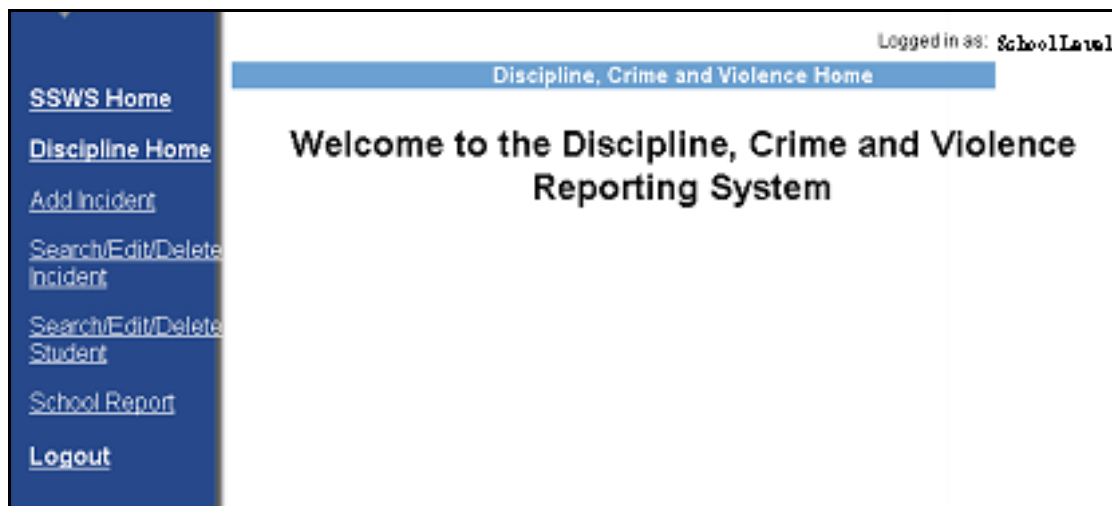 Logged in as: SchoolLevel
Discipline, Crime and Violence Home
SSWS Home
Discipline Home
Add Incident
Search/Edit/Delete
Incident
Search/Edit/Delete
Student
School Report
Logout
Welcome to the Discipline, Crime and Violence
Reporting System